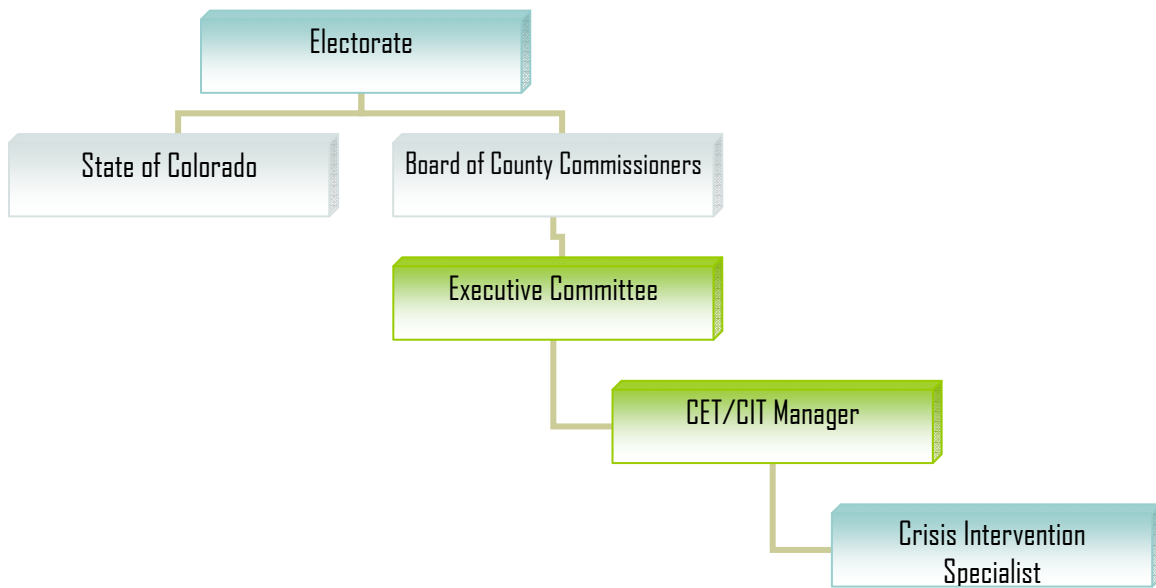 Electorate
State of Colorado
Board of County Commissioners
Executive Committee
CET/CIT Manager
Crisis Intervention
Specialist